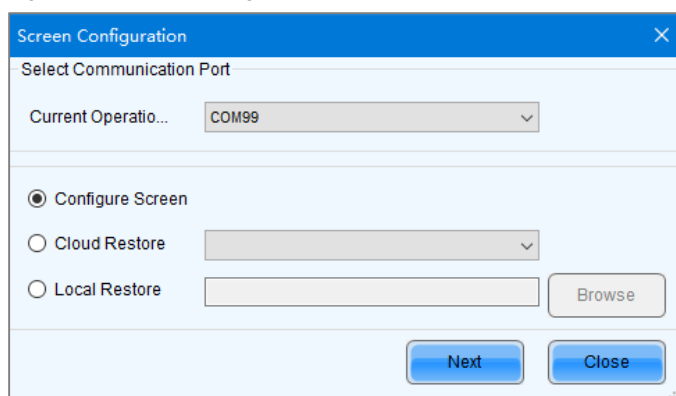 Screen Configuration
Select Communication Port
Current Operatio... COM99
Configure Screen
Cloud Restore
Local Restore Browse
Next Close